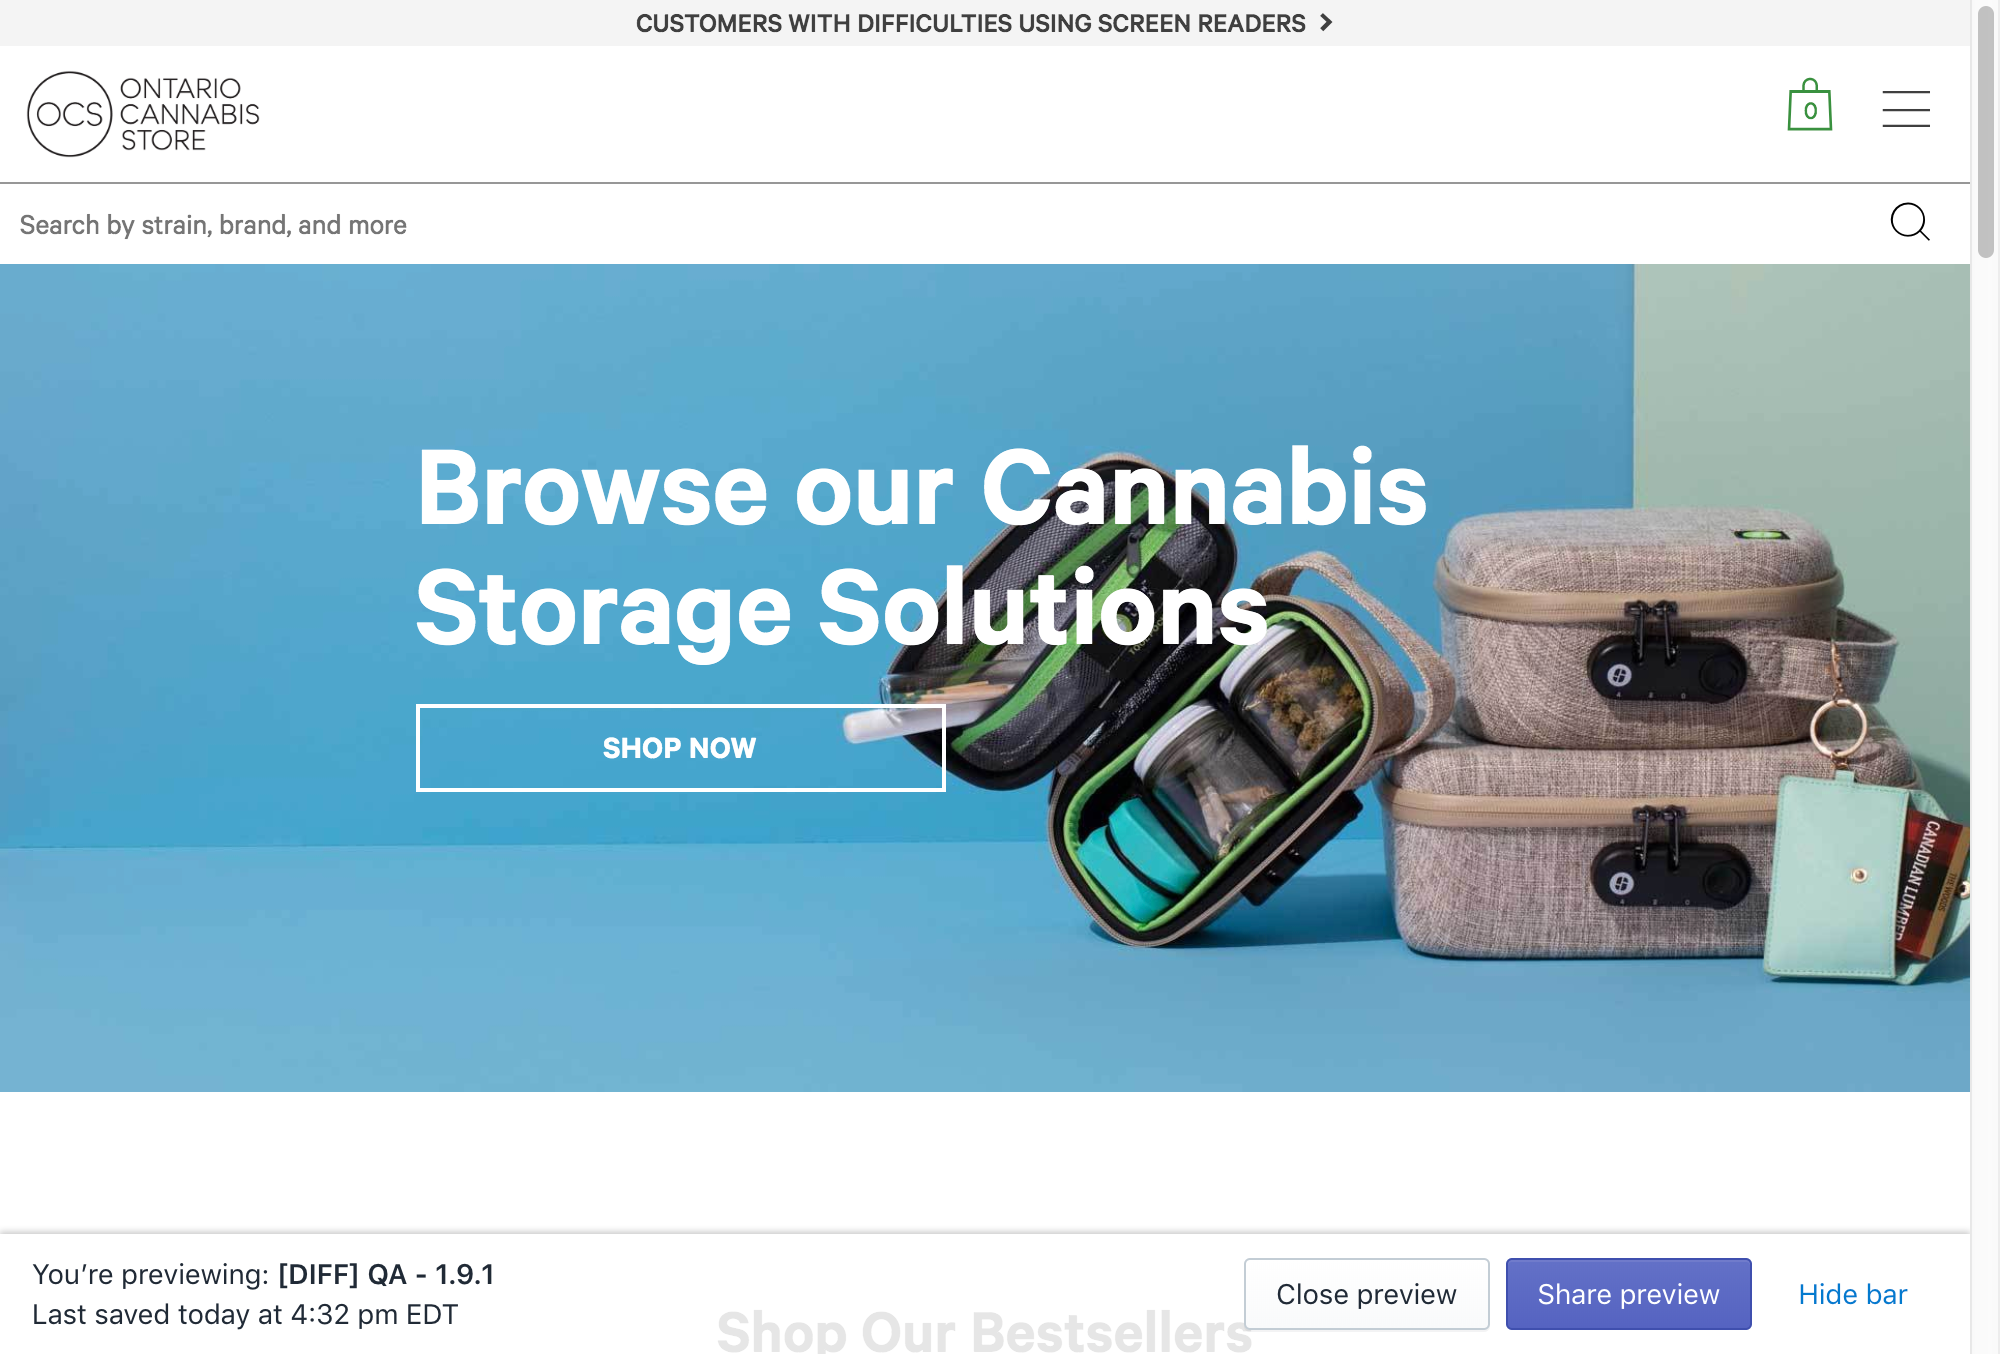 CUSTOMERS WITH DIFFICULTIES USING SCREEN READERS
OCS
ONTARIO
CANNABIS
STORE
0
Search by strain, brand, and more
Browse our Cannabis
Storage Solutions
SHOP NOW
CANADIAN LUMBER
THE WOODS
You're previewing: [DIFF] QA - 1.9.1
Last saved today at 4:32 pm EDT
Shop Our Bestsellers
Close preview
Share preview
Hide bar